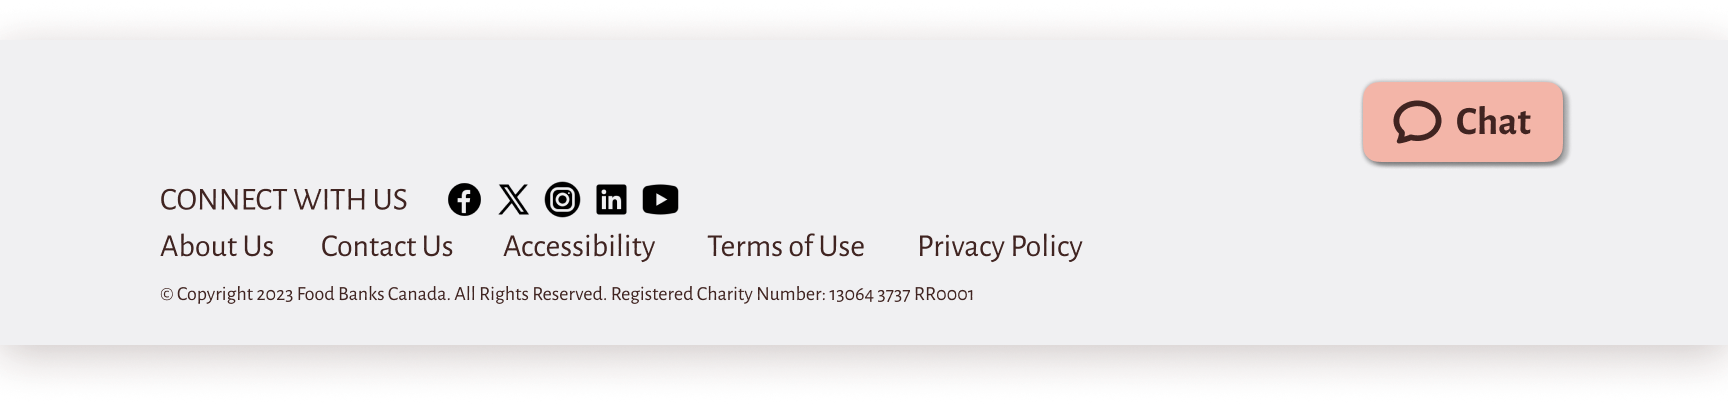 Chat
CONNECT WITH US
About Us Contact Us Accessibility Terms of Use Privacy Policy
© Copyright 2023 Food Banks Canada. All Rights Reserved. Registered Charity Number: 13064 3737 RR0001